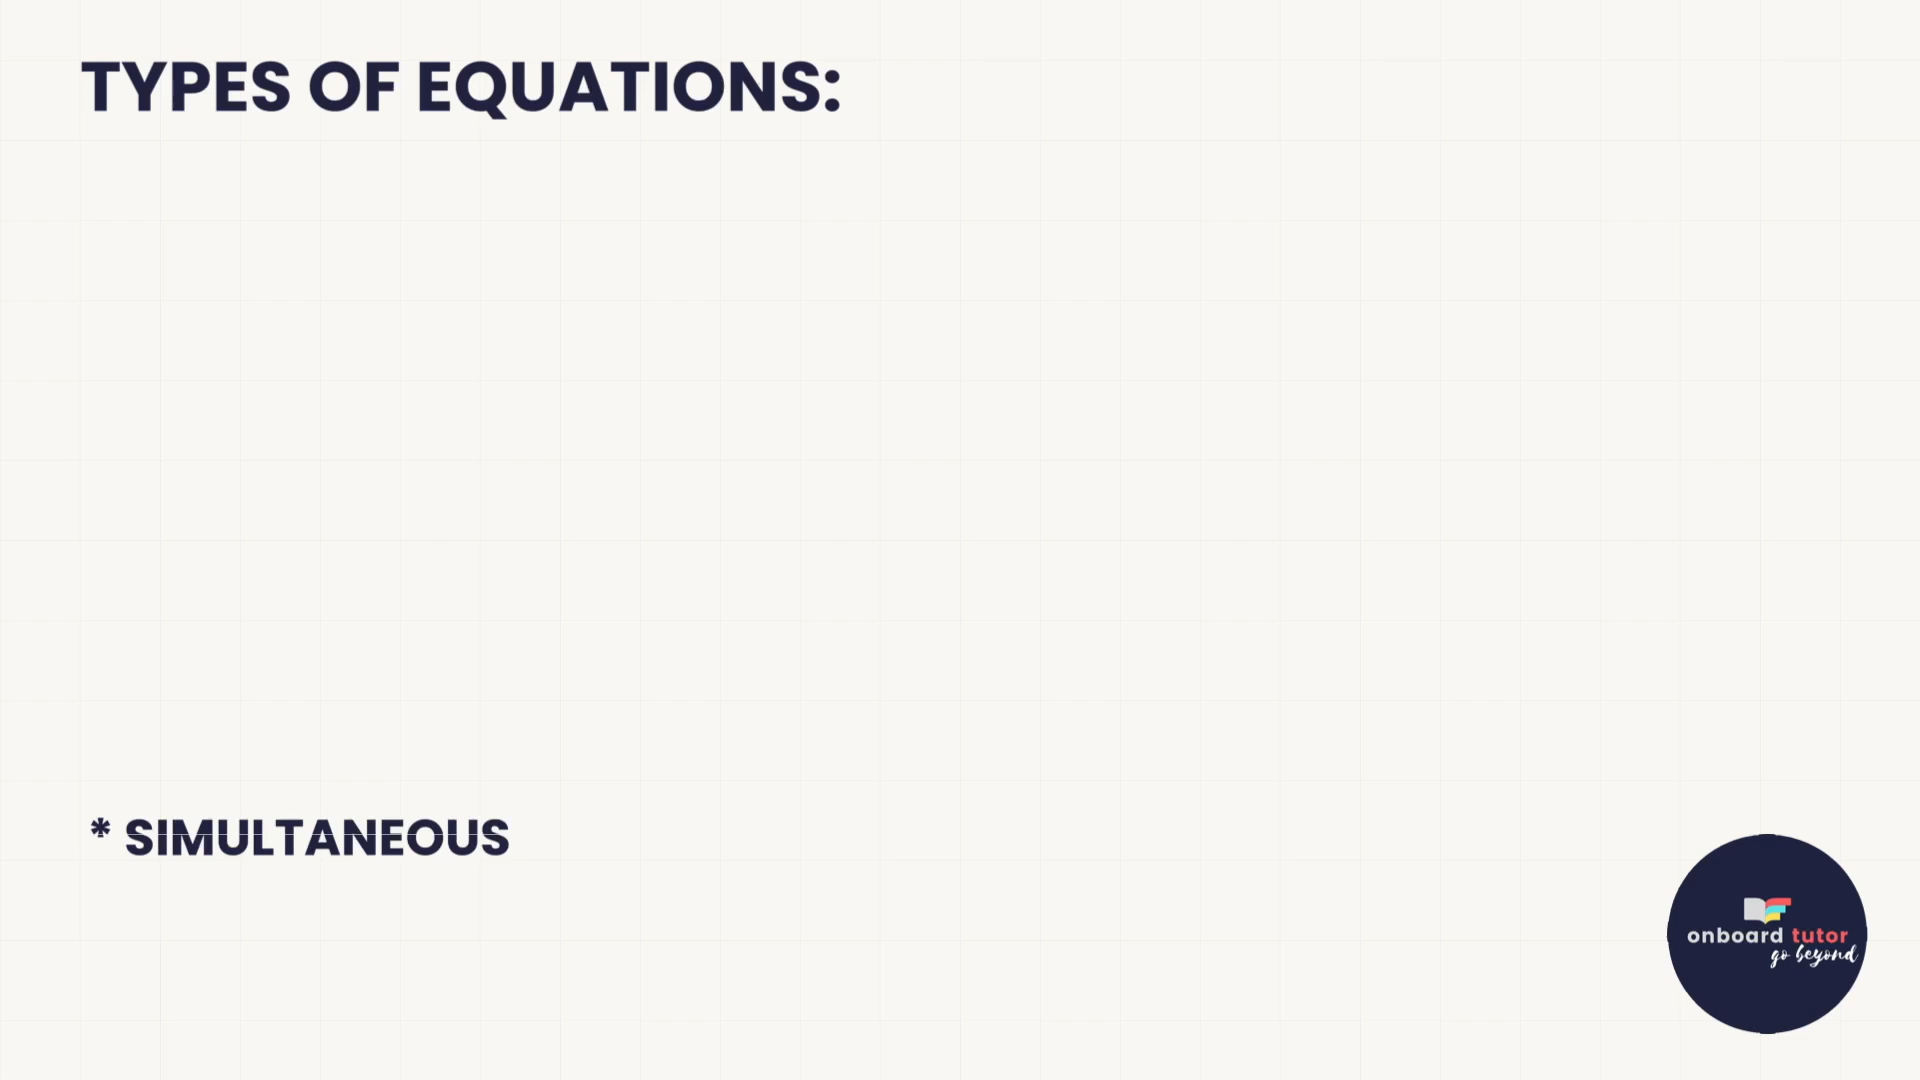 TYPES OF EQUATIONS:
* SIMULTANEOUS
onboard tutor
go beyond